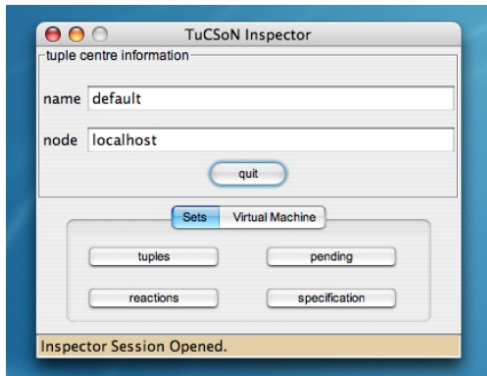 TuCSoN Inspector
tuple centre information
name default
node localhost
quit
Sets Virtual Machine
tuples pending
reactions specification
Inspector Session Opened.